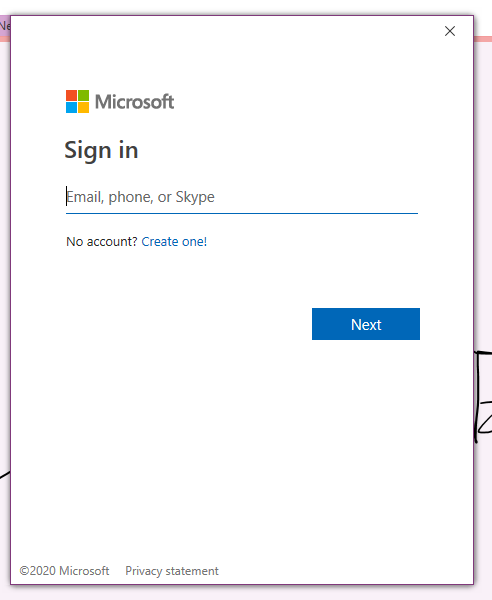 Ne
Microsoft
Sign in
Email, phone, or Skype
No account? Create one!
Next
©2020 Microsoft Privacy statement